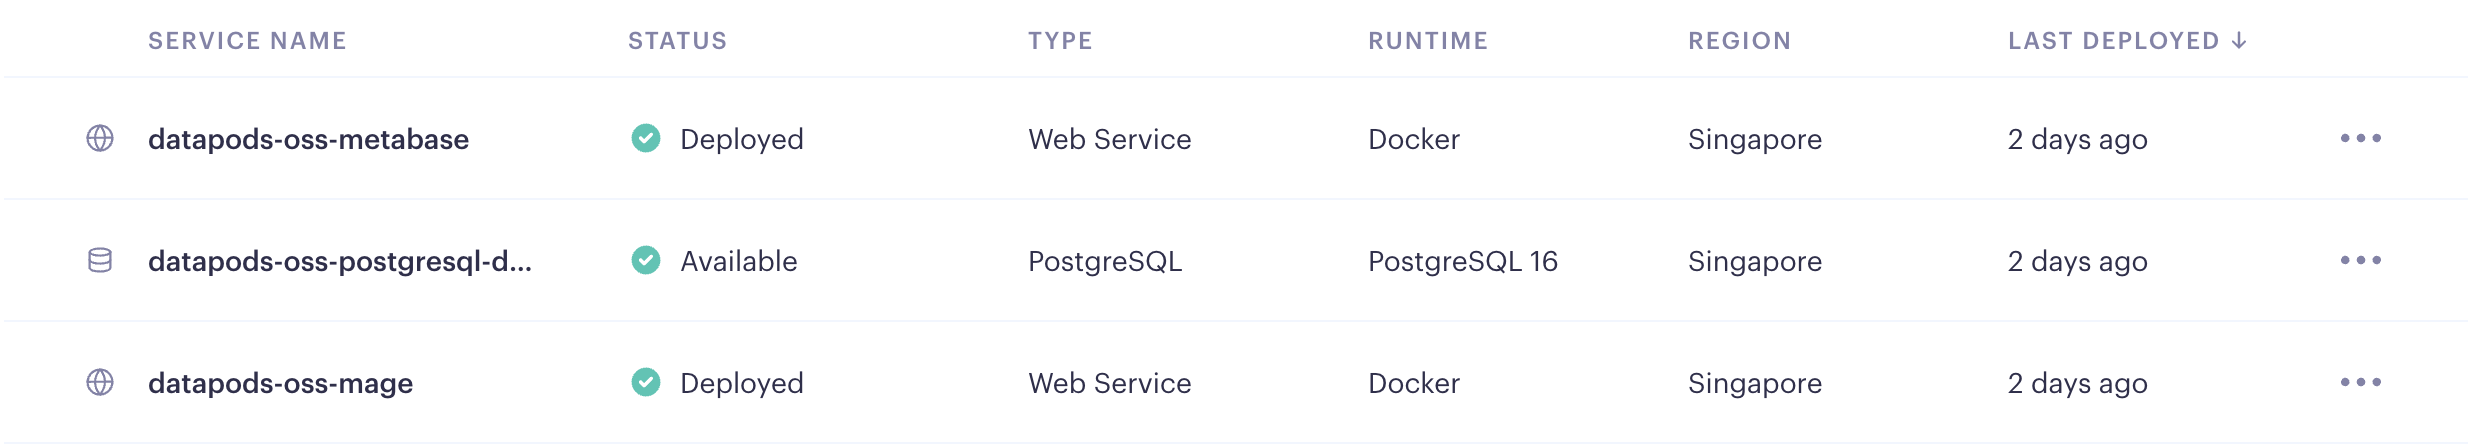 SERVICE NAME STATUS TYPE RUNTIME REGION LAST DEPLOYED ↓
datapods-oss-metabase Deployed Web Service Docker Singapore 2 days ago
datapods-oss-postgresql-d... Available PostgreSQL PostgreSQL 16 Singapore 2 days ago
datapods-oss-mage Deployed Web Service Docker Singapore 2 days ago